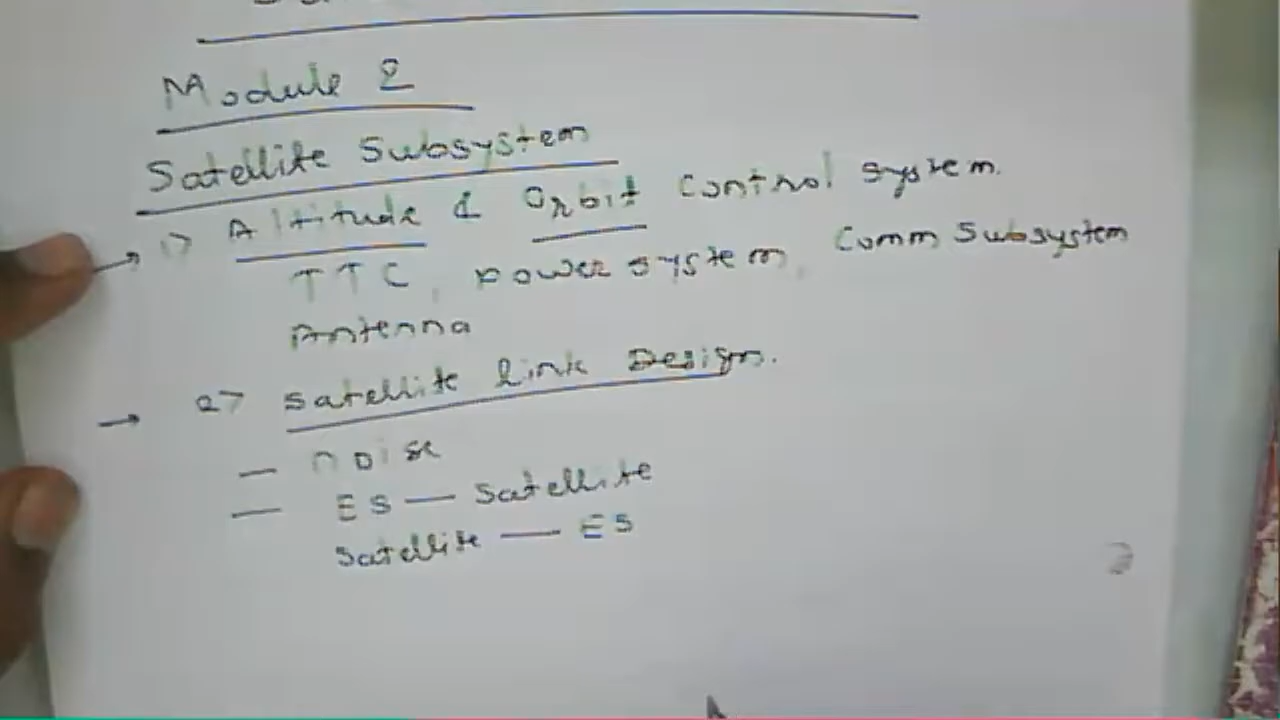 Module 2
Satellite Subsystem
→ 1) Altitude & Orbit Control system.
TTC, power system, Comm Subsystem
Antenna
→ 2) Satellite link Design.
— noise
— ES — Satellite
Satellite — ES